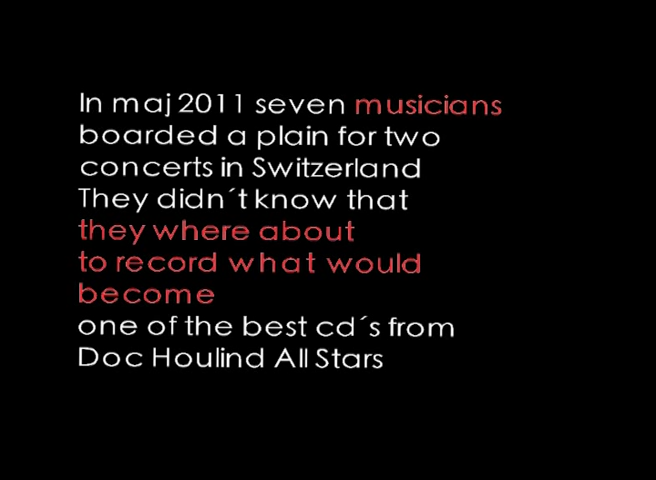 In maj 2011 seven musicians
boarded a plain for two
concerts in Switzerland
They didn´t know that
they where about
to record what would
become
one of the best cd´s from
Doc Houlind All Stars